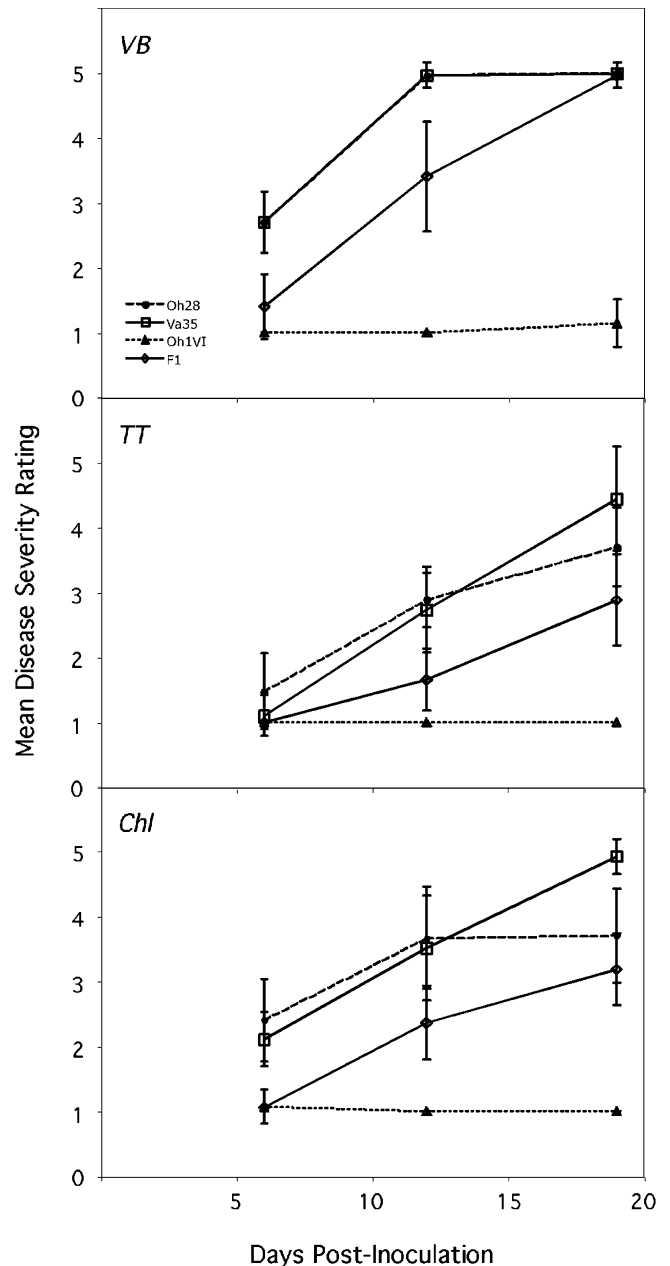 VB
5
4
3
2
1
0
Oh28
Va35
Oh1VI
F1
TT
5
4
3
2
1
0
Chl
5
4
3
2
1
0
5 10 15 20
Mean Disease Severity Rating
Days Post-Inoculation